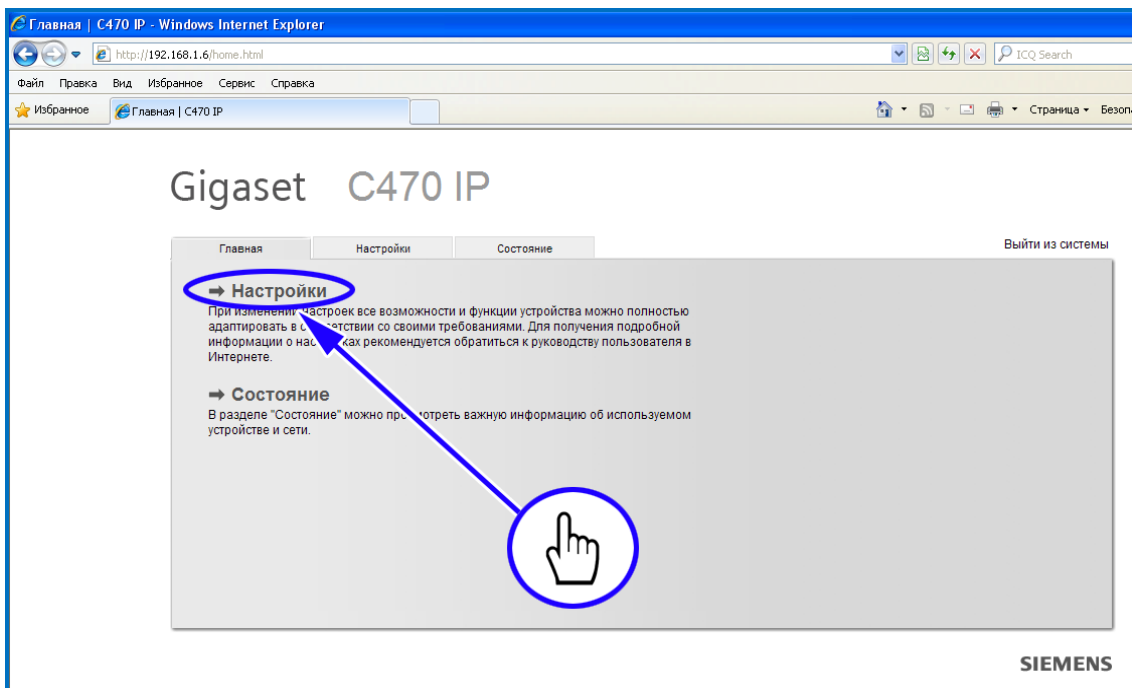 Главная | C470 IP - Windows Internet Explorer
http://192.168.1.6/home.html
ICQ Search
Файл Правка Вид Избранное Сервис Справка
Избранное
Главная | C470 IP
Страница
Gigaset C470 IP
Главная Настройки Состояние
Выйти из системы
➡ Настройки
При изменении настроек все возможности и функции устройства можно полностью
адаптировать в соответствии со своими требованиями. Для получения подробной
информации о настройках рекомендуется обратиться к руководству пользователя в
Интернете.
➡ Состояние
В разделе "Состояние" можно просмотреть важную информацию об используемом
устройстве и сети.
SIEMENS